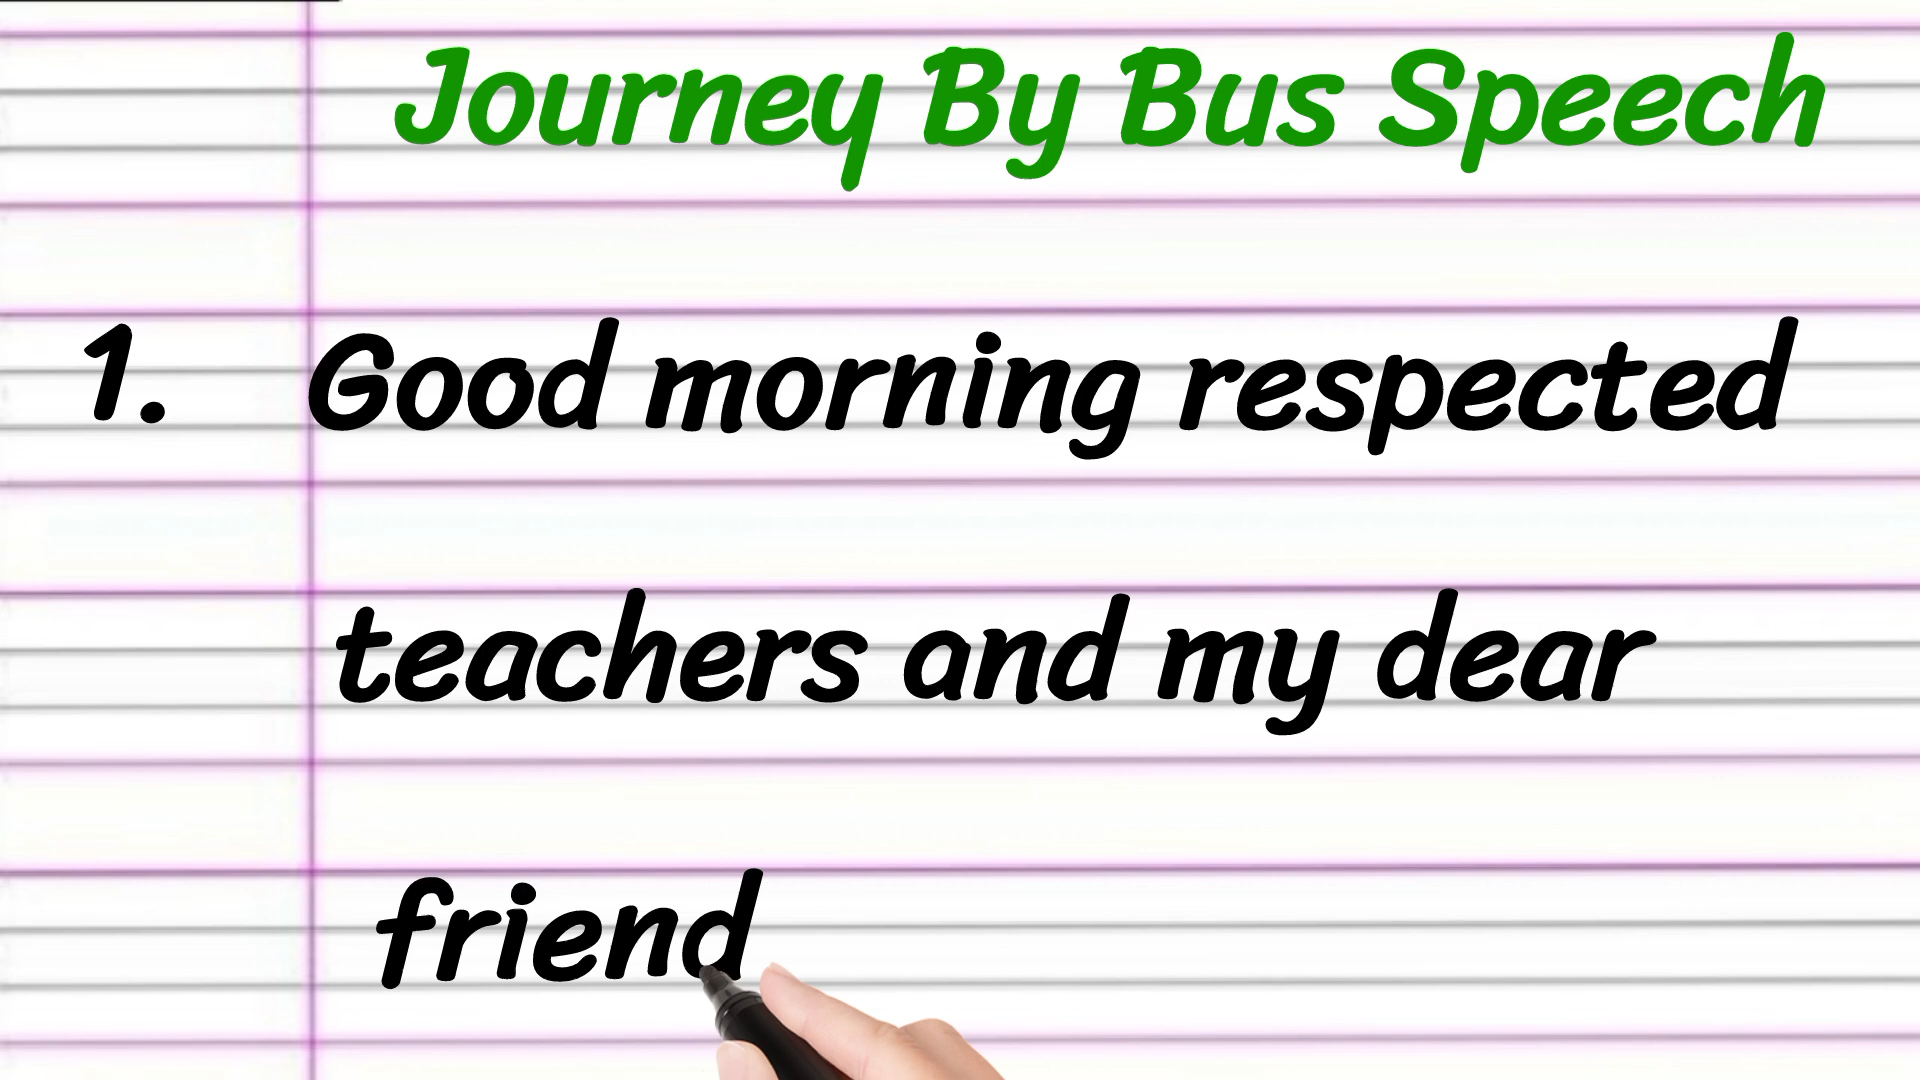 Journey By Bus Speech
1. Good morning respected
teachers and my dear
friend